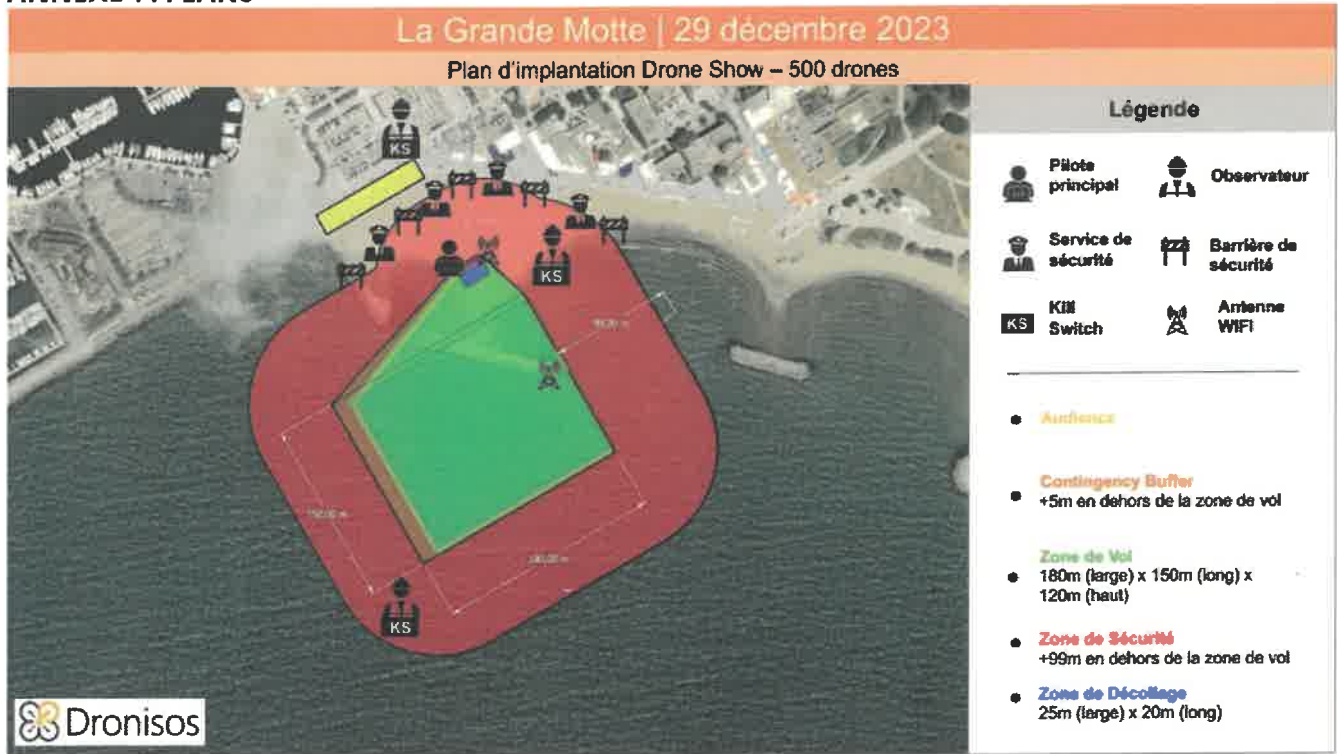 La Grande Motte | 29 décembre 2023
Plan d'implantation Drone Show – 500 drones
Légende
Pilote
principal
Observateur
Service de
sécurité
Barrière de
sécurité
KS
Kill
Switch
Antenne
WIFI
Audience
Contingency Buffer
+5m en dehors de la zone de vol
Zone de Vol
180m (large) x 150m (long) x
120m (haut)
Zone de Sécurité
+99m en dehors de la zone de vol
Zone de Décollage
25m (large) x 20m (long)
KS
KS
KS
Dronisos